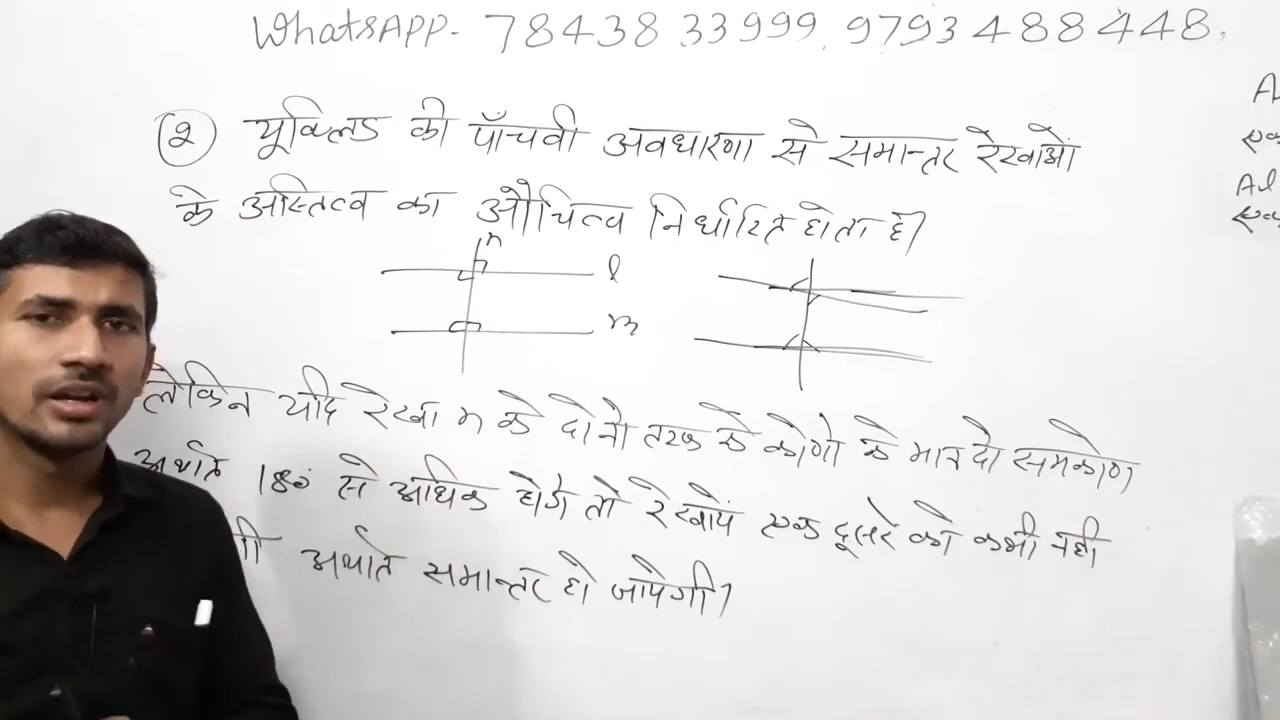 WhatsAPP- 7843833999, 9793488448,
② यूक्लिड की पाँचवी अवधारणा से समान्तर रेखाओं
के अस्तित्व का औचित्य निर्धारित होता है।
n
l
m
लेकिन यदि रेखा n के दोनो तरफ के कोणो के मात्र दो समकोण
अर्थात 180° से अधिक होगे तो रेखायें एक दूसरे को कभी नही
अर्थात समान्तर हो जायेगी।